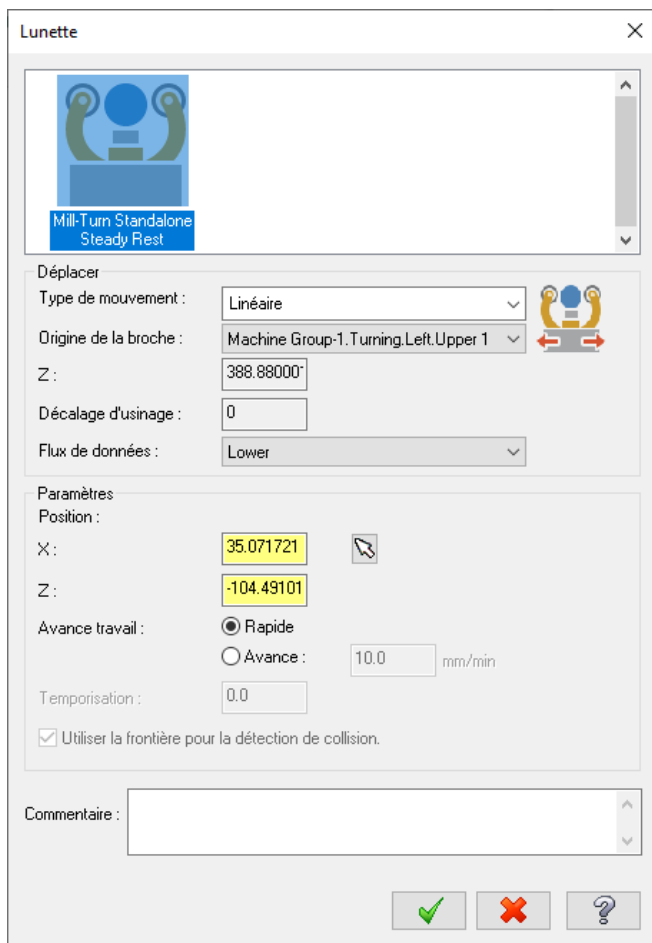 Lunette
Mill-Turn Standalone
Steady Rest
Déplacer
Type de mouvement :
Linéaire
Origine de la broche :
Machine Group-1.Turning.Left.Upper 1
Z :
388.88000
Décalage d'usinage :
0
Flux de données :
Lower
Paramètres
Position :
X :
35.071721
Z :
-104.49101
Avance travail :
Rapide
Avance :
10.0
mm/min
Temporisation :
0.0
Utiliser la frontière pour la détection de collision.
Commentaire :